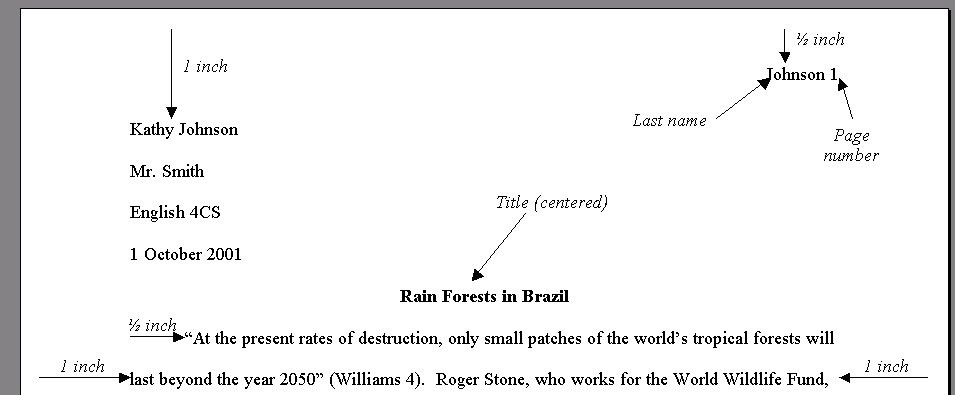 ½ inch
1 inch
Johnson 1
Last name
Page
number
Kathy Johnson
Mr. Smith
English 4CS
1 October 2001
Title (centered)
Rain Forests in Brazil
½ inch
“At the present rates of destruction, only small patches of the world’s tropical forests will
1 inch
last beyond the year 2050” (Williams 4).  Roger Stone, who works for the World Wildlife Fund,
1 inch